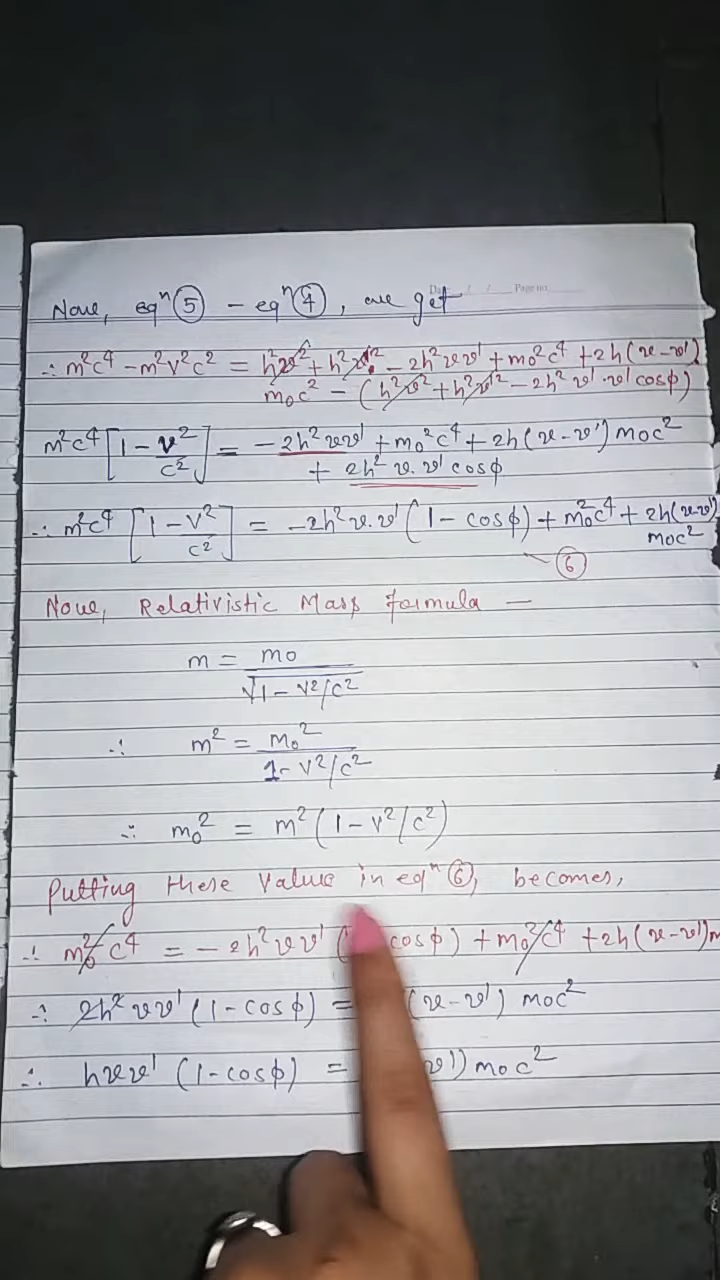 Page no
Now, eqⁿ ⑤ - eqⁿ ④, we get
∴ m²c⁴ - m²v²c² = h²ν² + h²ν'² - 2h²νν' + m₀²c⁴ + 2h(ν-ν')
m₀c² - (h²ν² + h²ν'² - 2h²ν'·ν' cosϕ)
m²c⁴ [1 - v²/c²] = -2h²νν' + m₀²c⁴ + 2h(ν-ν') m₀c²
+ 2h²ν.ν' cosϕ
∴ m²c⁴ [1 - v²/c²] = -2h²ν.ν' (1 - cosϕ) + m₀²c⁴ + 2h(ν-ν')
m₀c²
⑥
Now, Relativistic Mass formula —
m = m₀/√1 - v²/c²
∴ m² = m₀²/1 - v²/c²
∴ m₀² = m² (1 - v²/c²)
Putting these value in eqⁿ ⑥, becomes,
∴ m₀²c⁴ = -2h²νν' ( cosϕ) + m₀²c⁴ + 2h(ν-ν')m
∴ 2h²νν' (1 - cosϕ) = (ν-ν') m₀c²
∴ hνν' (1 - cosϕ) = ν') m₀c²